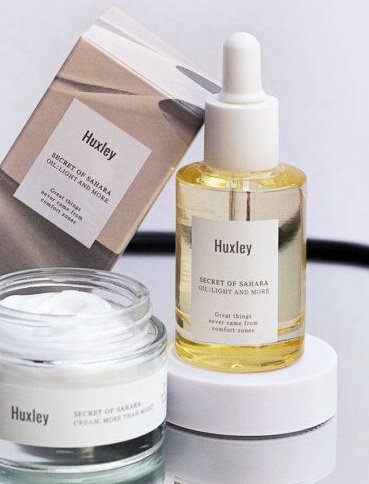 Huxley
SECRET OF SAHARA
OIL:LIGHT AND MORE
Great things
never came from
comfort zones
Huxley
SECRET OF SAHARA
OIL:LIGHT AND MORE
Great things
never came from
comfort zones
Huxley
SECRET OF SAHARA
CREAM:MORE THAN MOIST